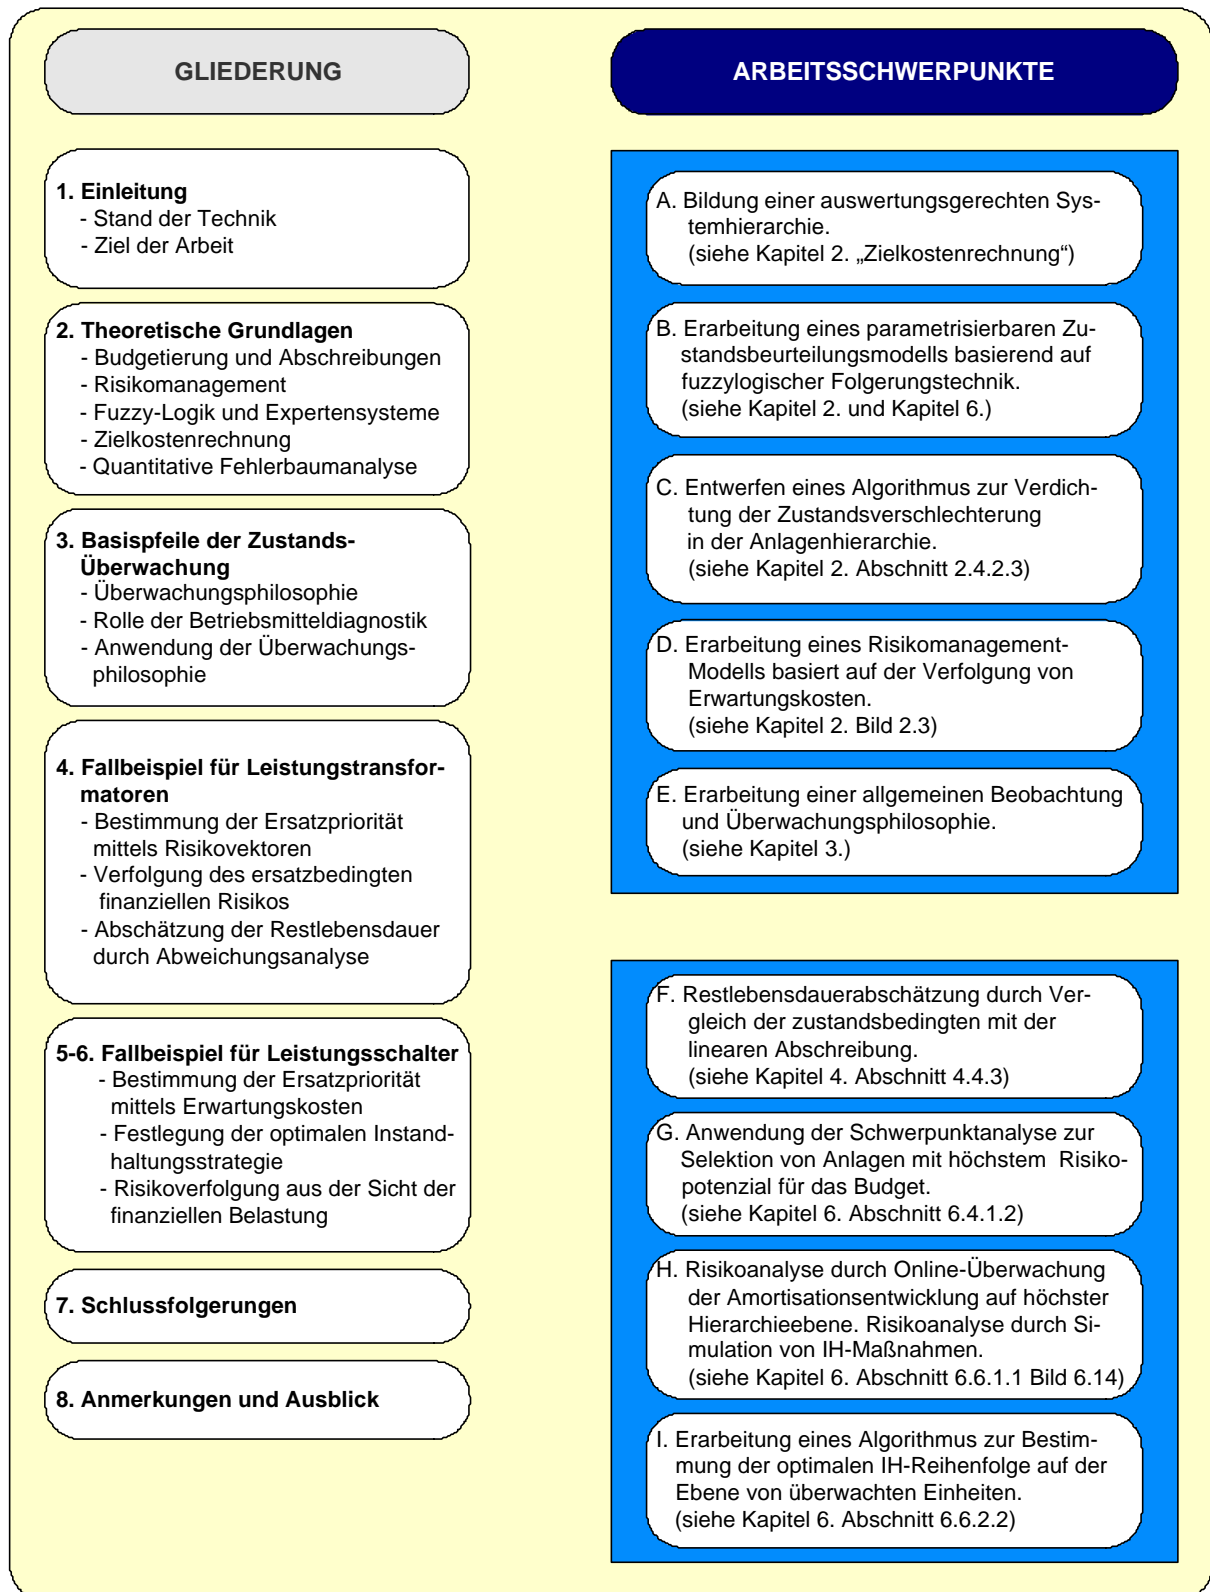 GLIEDERUNG
1. Einleitung
- Stand der Technik
- Ziel der Arbeit
2. Theoretische Grundlagen
- Budgetierung und Abschreibungen
- Risikomanagement
- Fuzzy-Logik und Expertensysteme
- Zielkostenrechnung
- Quantitative Fehlerbaumanalyse
3. Basispfeile der Zustands-
Überwachung
- Überwachungsphilosophie
- Rolle der Betriebsmitteldiagnostik
- Anwendung der Überwachungs-
philosophie
4. Fallbeispiel für Leistungstransfor-
matoren
- Bestimmung der Ersatzpriorität
mittels Risikovektoren
- Verfolgung des ersatzbedingten
finanziellen Risikos
- Abschätzung der Restlebensdauer
durch Abweichungsanalyse
5-6. Fallbeispiel für Leistungsschalter
- Bestimmung der Ersatzpriorität
mittels Erwartungskosten
- Festlegung der optimalen Instand-
haltungsstrategie
- Risikoverfolgung aus der Sicht der
finanziellen Belastung
7. Schlussfolgerungen
8. Anmerkungen und Ausblick
ARBEITSSCHWERPUNKTE
A. Bildung einer auswertungsgerechten Sys-
temhierarchie.
(siehe Kapitel 2. „Zielkostenrechnung“)
B. Erarbeitung eines parametrisierbaren Zu-
standsbeurteilungsmodells basierend auf
fuzzylogischer Folgerungstechnik.
(siehe Kapitel 2. und Kapitel 6.)
C. Entwerfen eines Algorithmus zur Verdich-
tung der Zustandsverschlechterung
in der Anlagenhierarchie.
(siehe Kapitel 2. Abschnitt 2.4.2.3)
D. Erarbeitung eines Risikomanagement-
Modells basiert auf der Verfolgung von
Erwartungskosten.
(siehe Kapitel 2. Bild 2.3)
E. Erarbeitung einer allgemeinen Beobachtung
und Überwachungsphilosophie.
(siehe Kapitel 3.)
F. Restlebensdauerabschätzung durch Ver-
gleich der zustandsbedingten mit der
linearen Abschreibung.
(siehe Kapitel 4. Abschnitt 4.4.3)
G. Anwendung der Schwerpunktanalyse zur
Selektion von Anlagen mit höchstem Risiko-
potenzial für das Budget.
(siehe Kapitel 6. Abschnitt 6.4.1.2)
H. Risikoanalyse durch Online-Überwachung
der Amortisationsentwicklung auf höchster
Hierarchieebene. Risikoanalyse durch Si-
mulation von IH-Maßnahmen.
(siehe Kapitel 6. Abschnitt 6.6.1.1 Bild 6.14)
I. Erarbeitung eines Algorithmus zur Bestim-
mung der optimalen IH-Reihenfolge auf der
Ebene von überwachten Einheiten.
(siehe Kapitel 6. Abschnitt 6.6.2.2)